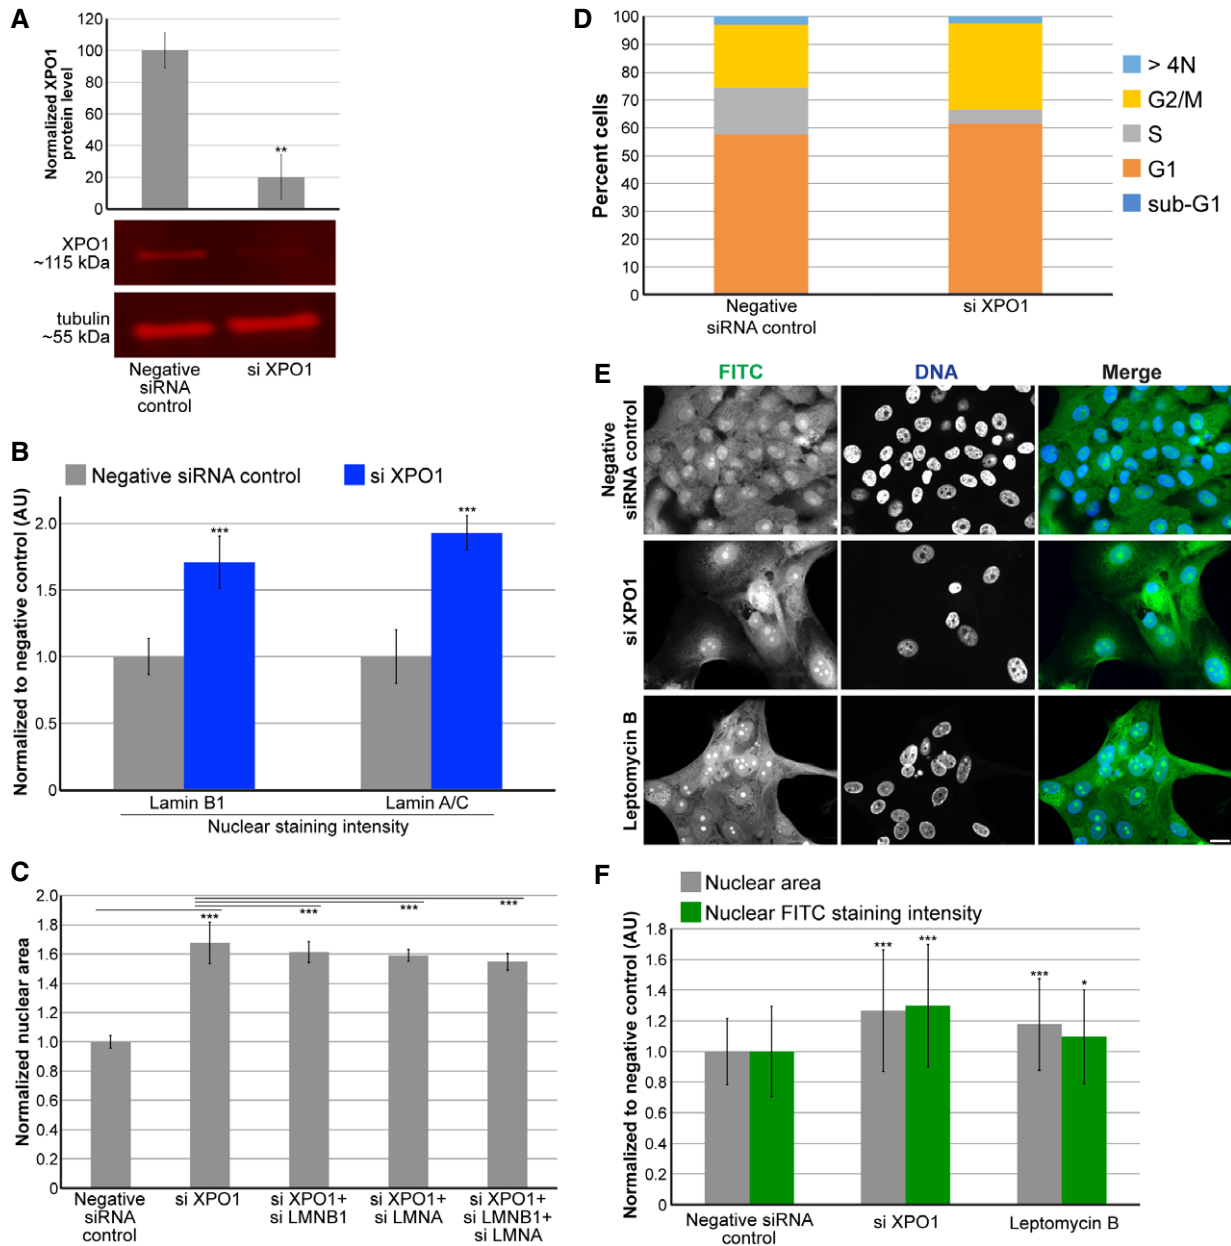 A
Normalized XPO1
protein level
120
100
80
60
40
20
0
**
XPO1
~115 kDa
tubulin
~55 kDa
Negative
siRNA
control
si XPO1
B
Negative siRNA control
si XPO1
Normalized to negative control (AU)
2.0
1.5
1.0
0.5
0
***
***
Lamin B1
Lamin A/C
Nuclear staining intensity
C
Normalized nuclear area
2.0
1.8
1.6
1.4
1.2
1.0
0.8
0.6
0.4
0.2
0
***
***
***
***
Negative
siRNA
control
si XPO1
si XPO1+
si LMNB1
si XPO1+
si LMNA
si XPO1+
si LMNB1+
si LMNA
D
Percent cells
100
90
80
70
60
50
40
30
20
10
0
Negative
siRNA control
si XPO1
> 4N
G2/M
S
G1
sub-G1
E
FITC
DNA
Merge
Negative
siRNA control
si XPO1
Leptomycin B
F
Nuclear area
Nuclear FITC staining intensity
Normalized to negative control (AU)
1.8
1.6
1.4
1.2
1.0
0.8
0.6
0.4
0.2
0
***
***
***
*
Negative siRNA
control
si XPO1
Leptomycin B